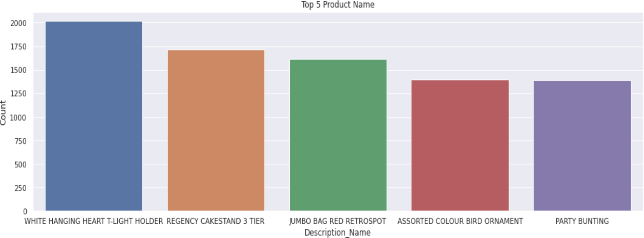 Top 5 Product Name
2000
1750
1500
1250
1000
750
500
250
0
Count
WHITE HANGING HEART T-LIGHT HOLDER REGENCY CAKESTAND 3 TIER JUMBO BAG RED RETROSPOT ASSORTED COLOUR BIRD ORNAMENT PARTY BUNTING
Description_Name